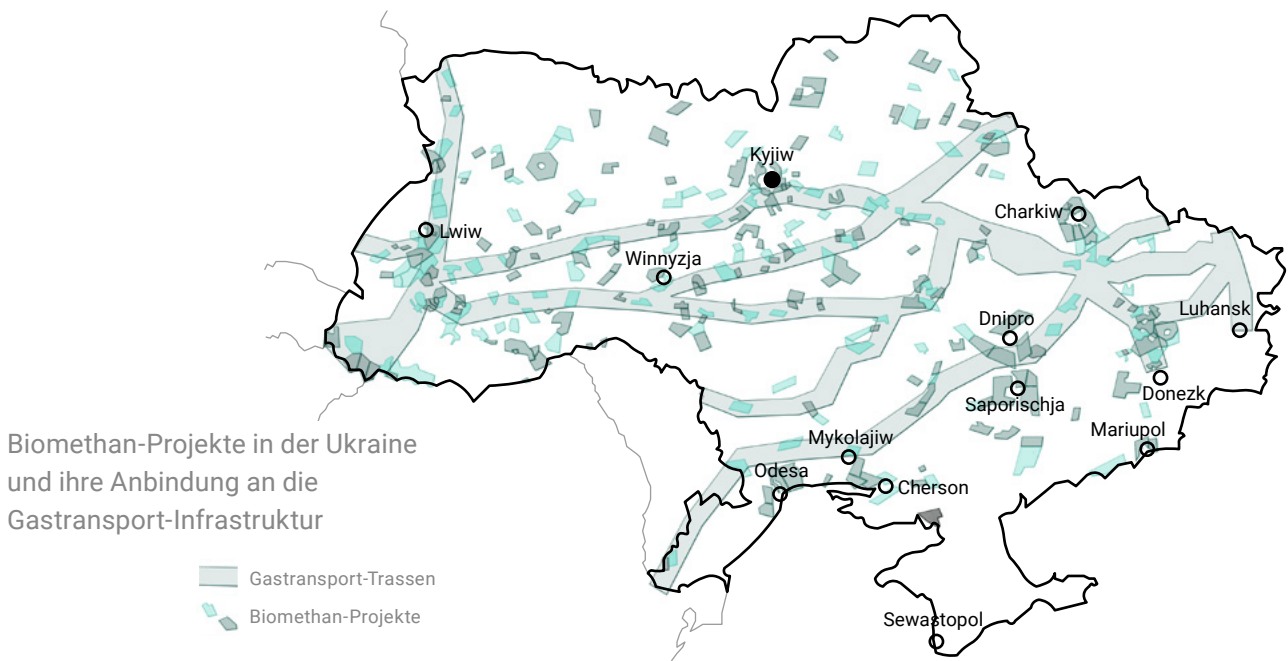 Kyjiw
Charkiw
Lwiw
Winnyzja
Luhansk
Dnipro
Donezk
Saporischja
Mariupol
Mykolajiw
Odesa
Cherson
Sewastopol
Biomethan-Projekte in der Ukraine
und ihre Anbindung an die
Gastransport-Infrastruktur
Gastransport-Trassen
Biomethan-Projekte